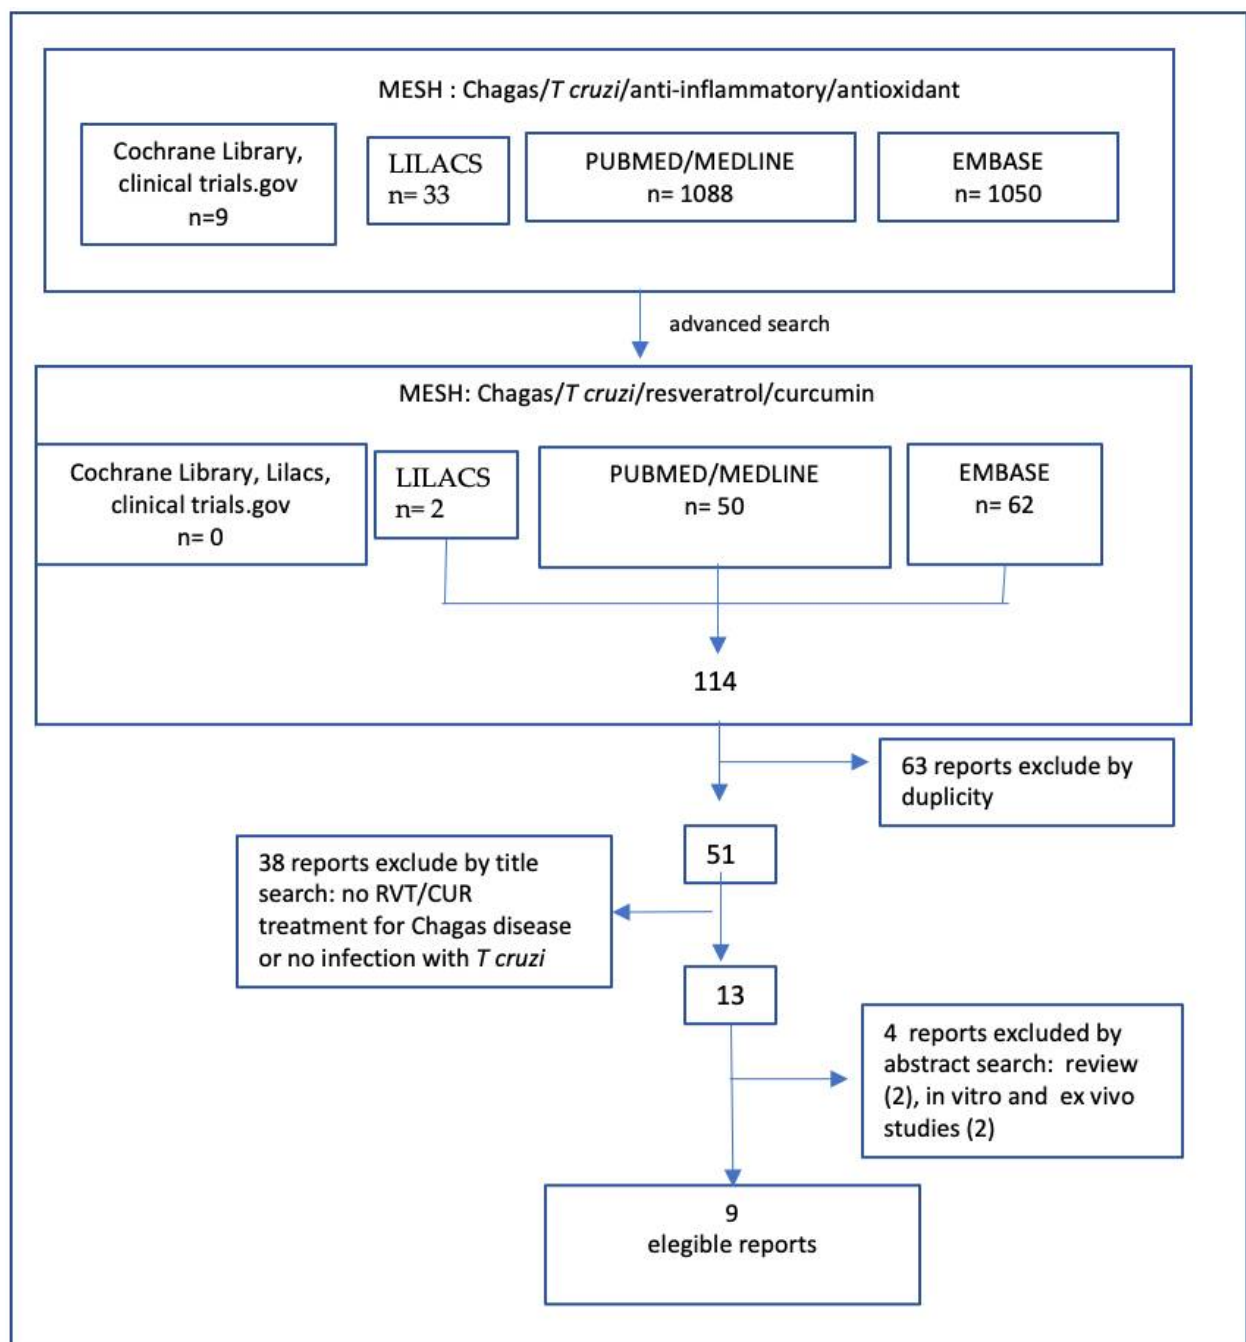 MESH : Chagas/T cruzi/anti-inflammatory/antioxidant
Cochrane Library,
clinical trials.gov
n=9
LILACS
n= 33
PUBMED/MEDLINE
n= 1088
EMBASE
n= 1050
advanced search
MESH: Chagas/T cruzi/resveratrol/curcumin
Cochrane Library, Lilacs,
clinical trials.gov
n= 0
LILACS
n= 2
PUBMED/MEDLINE
n= 50
EMBASE
n= 62
114
63 reports exclude by
duplicity
51
38 reports exclude by title
search: no RVT/CUR
treatment for Chagas disease
or no infection with T cruzi
13
4 reports excluded by
abstract search: review
(2), in vitro and ex vivo
studies (2)
9
elegible reports